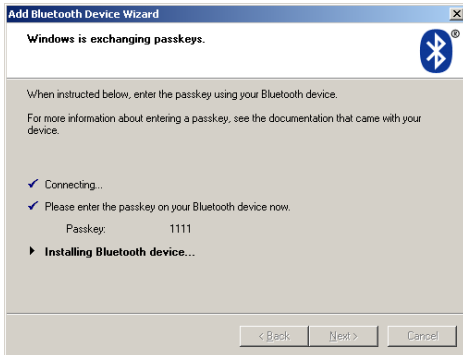 Add Bluetooth Device Wizard
Windows is exchanging passkeys.
®
When instructed below, enter the passkey using your Bluetooth device.
For more information about entering a passkey, see the documentation that came with your
device.
Connecting...
Please enter the passkey on your Bluetooth device now.
Passkey: 1111
Installing Bluetooth device...
< Back Next > Cancel